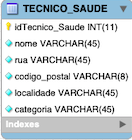 TECNICO_SAUDE
idTecnico_Saude INT(11)
nome VARCHAR(45)
rua VARCHAR(45)
codigo_postal VARCHAR(8)
localidade VARCHAR(45)
categoria VARCHAR(45)
Indexes